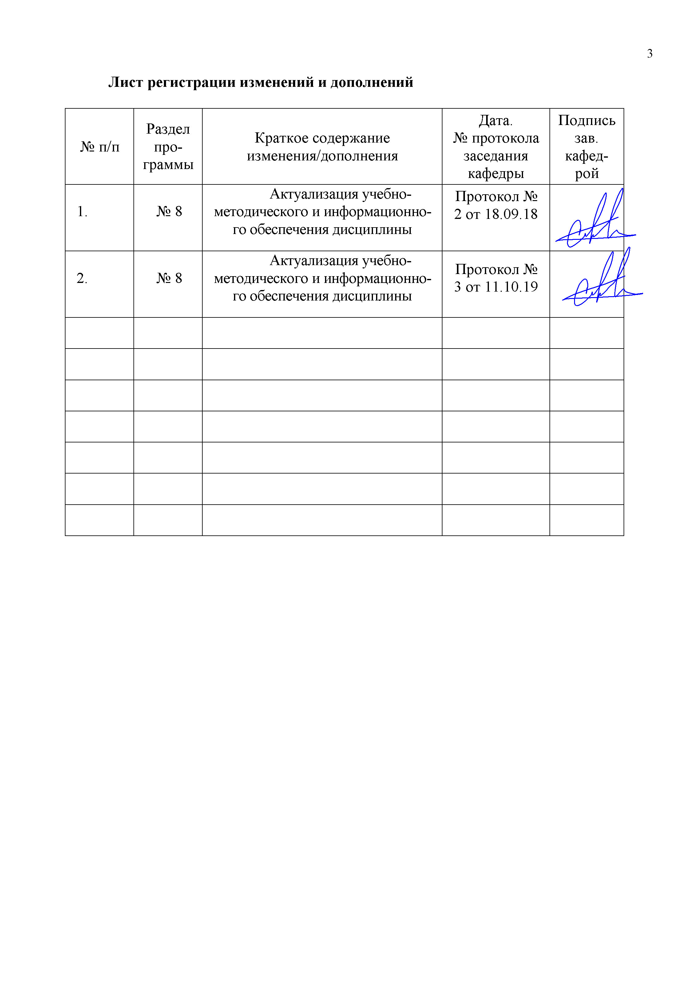 3
Лист регистрации изменений и дополнений
№ п/п
Раздел
про-
граммы
Краткое содержание
изменения/дополнения
Дата.
№ протокола
заседания
кафедры
Подпись
зав.
кафед-
рой
1.
№ 8
Актуализация учебно-
методического и информационно-
го обеспечения дисциплины
Протокол №
2 от 18.09.18
2.
№ 8
Актуализация учебно-
методического и информационно-
го обеспечения дисциплины
Протокол №
3 от 11.10.19